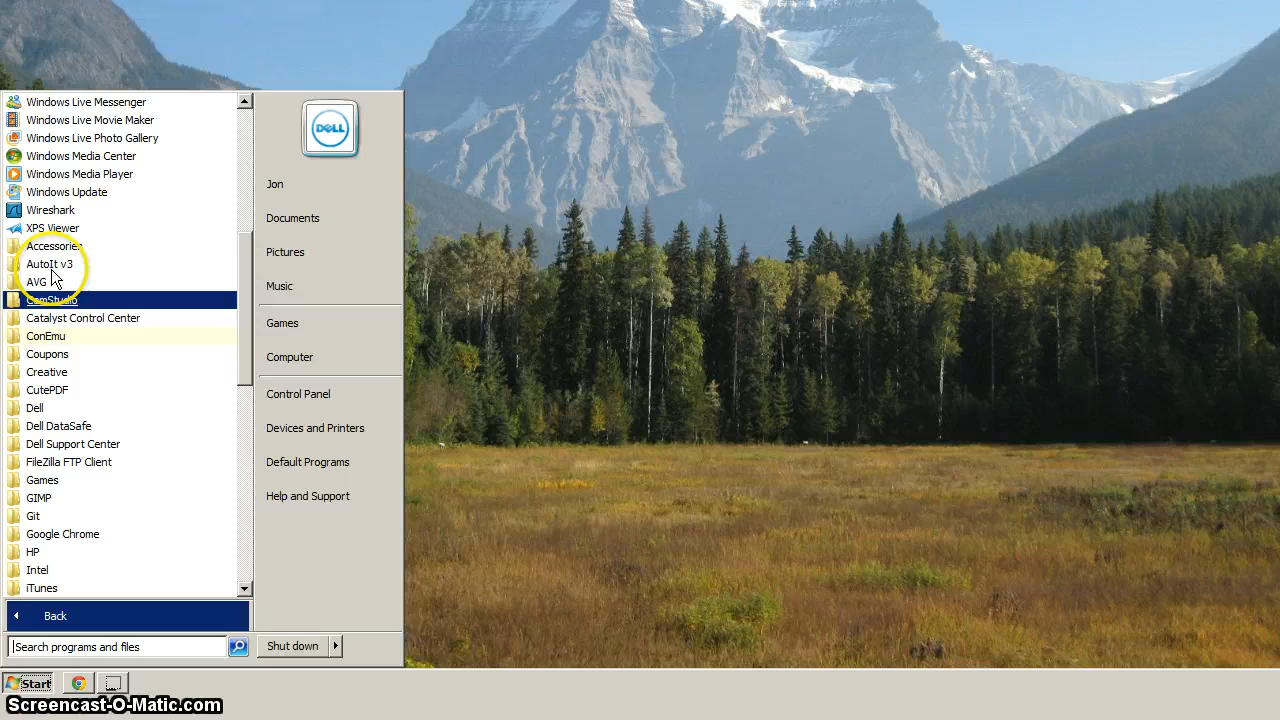 Windows Live Messenger
Windows Live Movie Maker
Windows Live Photo Gallery
Windows Media Center
Windows Media Player
Windows Update
Wireshark
XPS Viewer
Accessories
AutoIt v3
AVG
CamStudio
Catalyst Control Center
ConEmu
Coupons
Creative
CutePDF
Dell
Dell DataSafe
Dell Support Center
FileZilla FTP Client
Games
GIMP
Git
Google Chrome
HP
Intel
iTunes
Back
Search programs and files
DELL
Jon
Documents
Pictures
Music
Games
Computer
Control Panel
Devices and Printers
Default Programs
Help and Support
Shut down
Start
Screencast-O-Matic.com